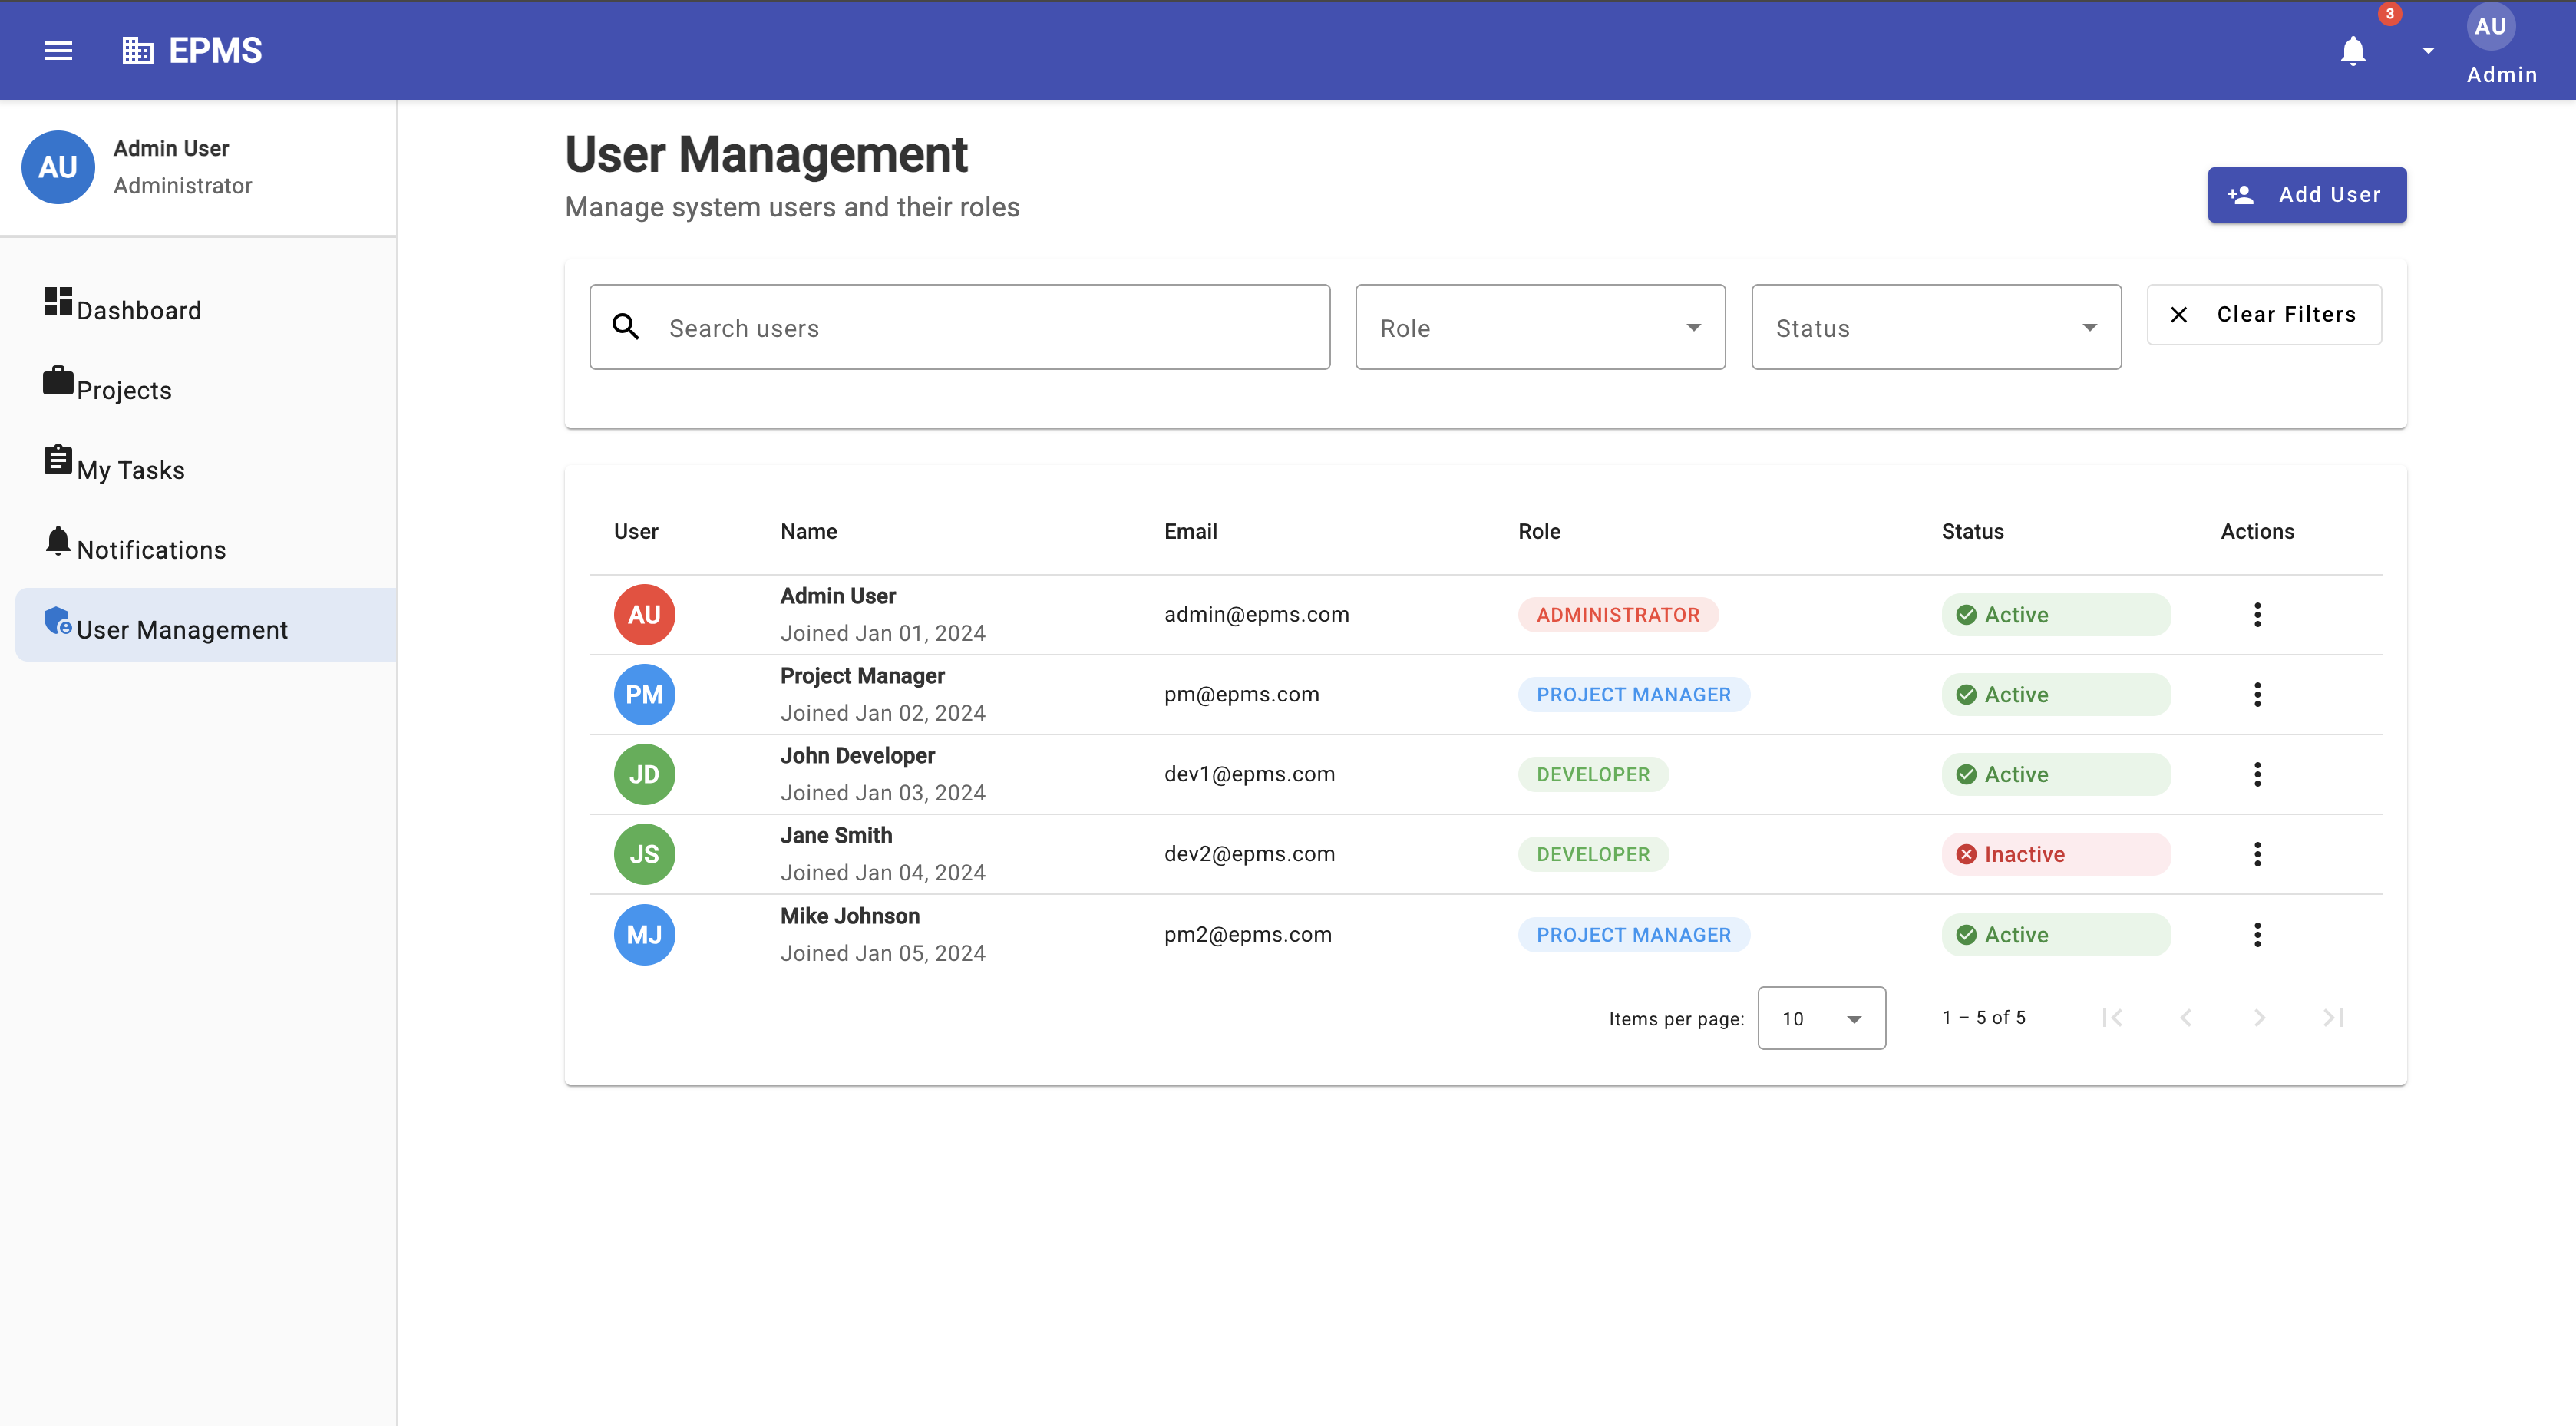 EPMS
3
AU
Admin
AU
Admin User
Administrator
Dashboard
Projects
My Tasks
Notifications
User Management
User Management
Manage system users and their roles
Add User
Search users
Role
Status
Clear Filters
User Name Email Role Status Actions
AU
Admin User
Joined Jan 01, 2024
admin@epms.com
ADMINISTRATOR
Active
PM
Project Manager
Joined Jan 02, 2024
pm@epms.com
PROJECT MANAGER
Active
JD
John Developer
Joined Jan 03, 2024
dev1@epms.com
DEVELOPER
Active
JS
Jane Smith
Joined Jan 04, 2024
dev2@epms.com
DEVELOPER
Inactive
MJ
Mike Johnson
Joined Jan 05, 2024
pm2@epms.com
PROJECT MANAGER
Active
Items per page: 10 1 – 5 of 5